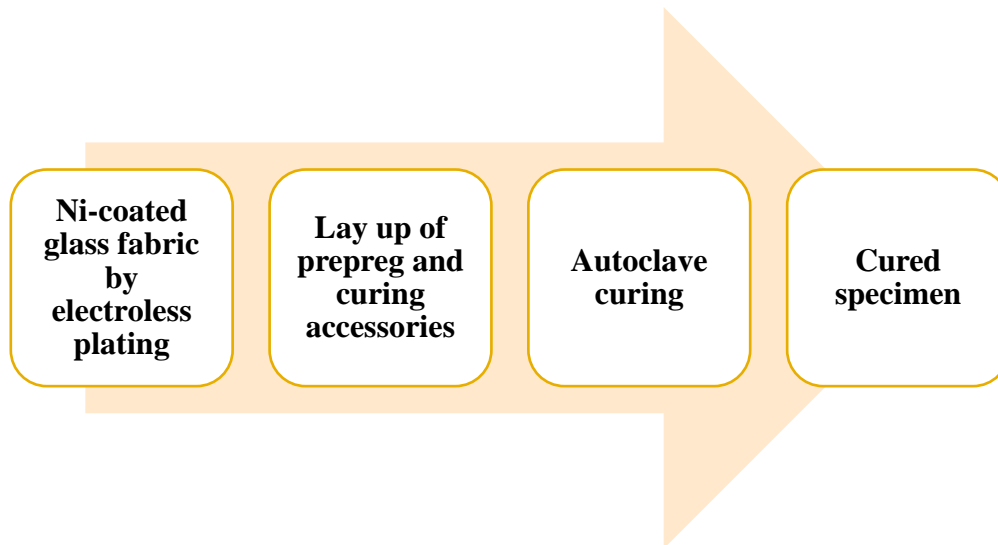 Ni-coated
glass fabric
by
electroless
plating
Lay up of
prepreg and
curing
accessories
Autoclave
curing
Cured
specimen